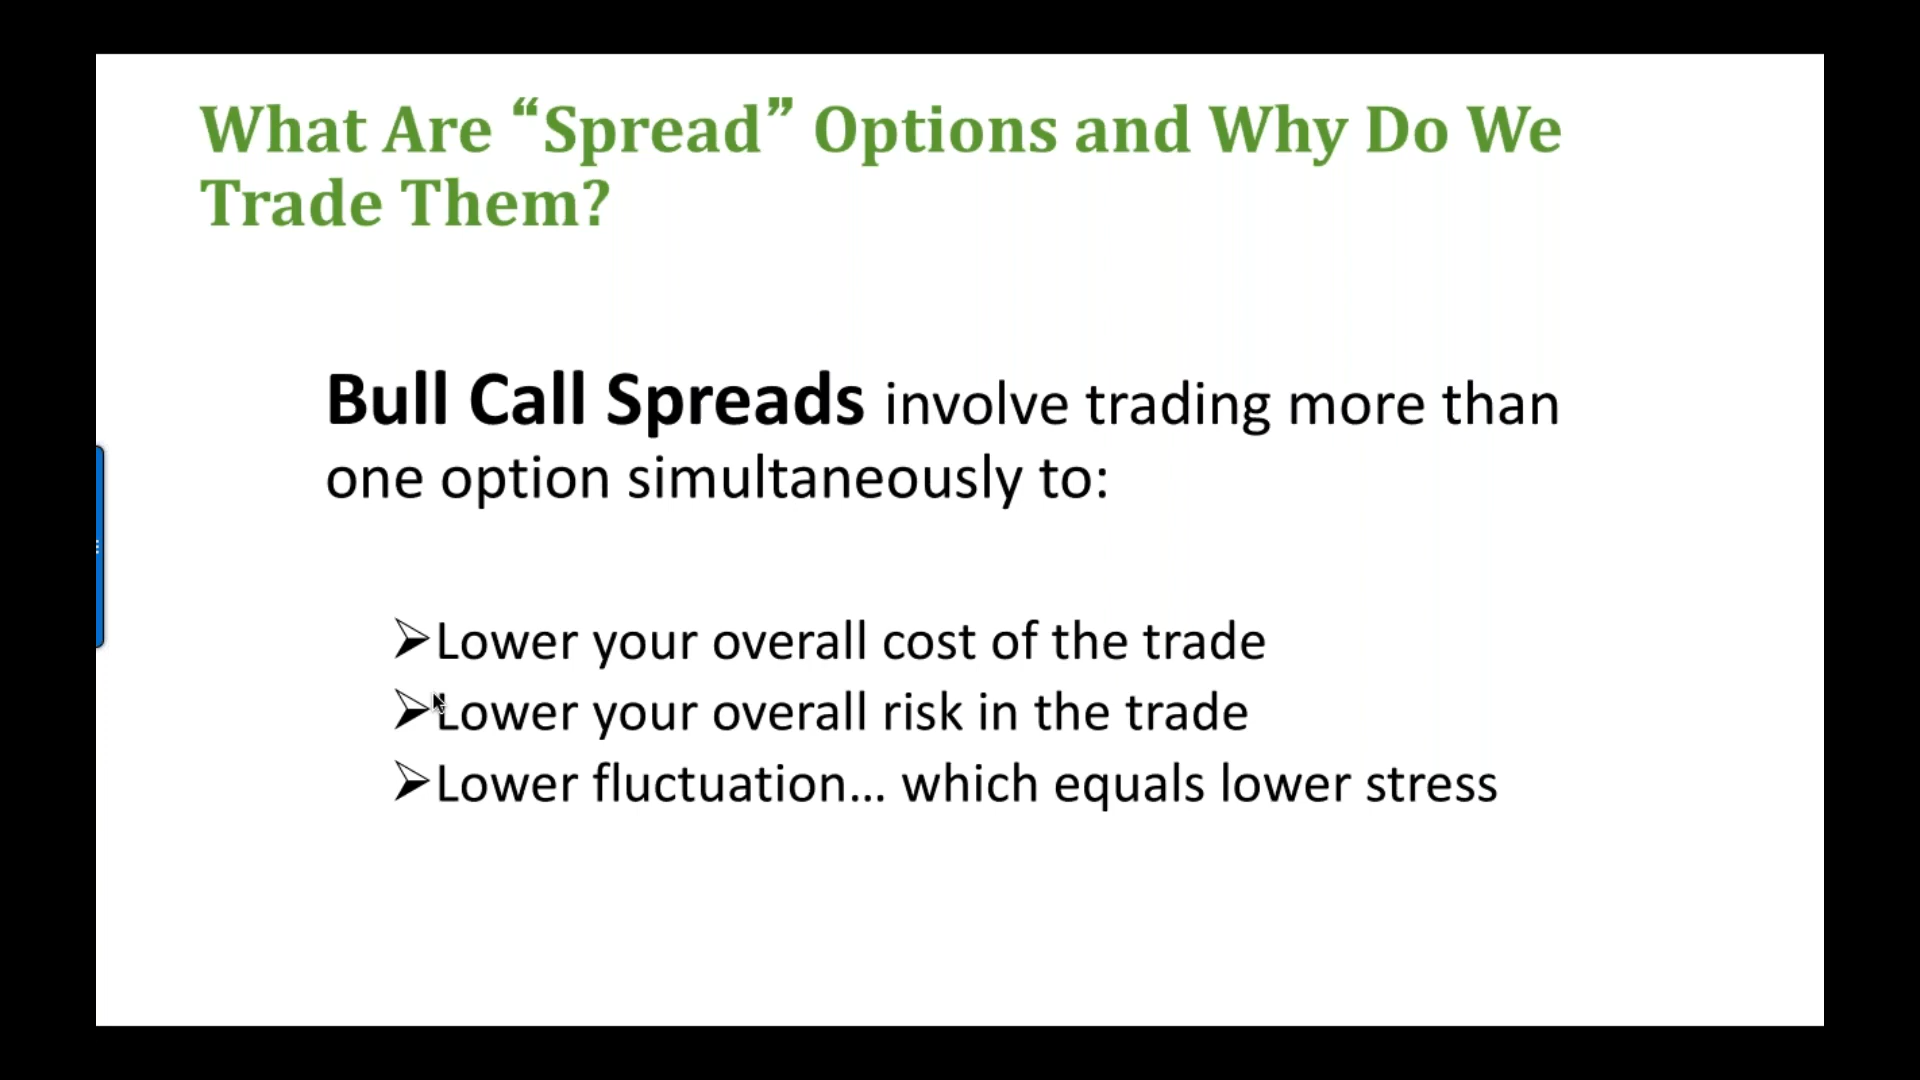 What Are “Spread” Options and Why Do We
Trade Them?
Bull Call Spreads involve trading more than
one option simultaneously to:
➢Lower your overall cost of the trade
➢Lower your overall risk in the trade
➢Lower fluctuation... which equals lower stress